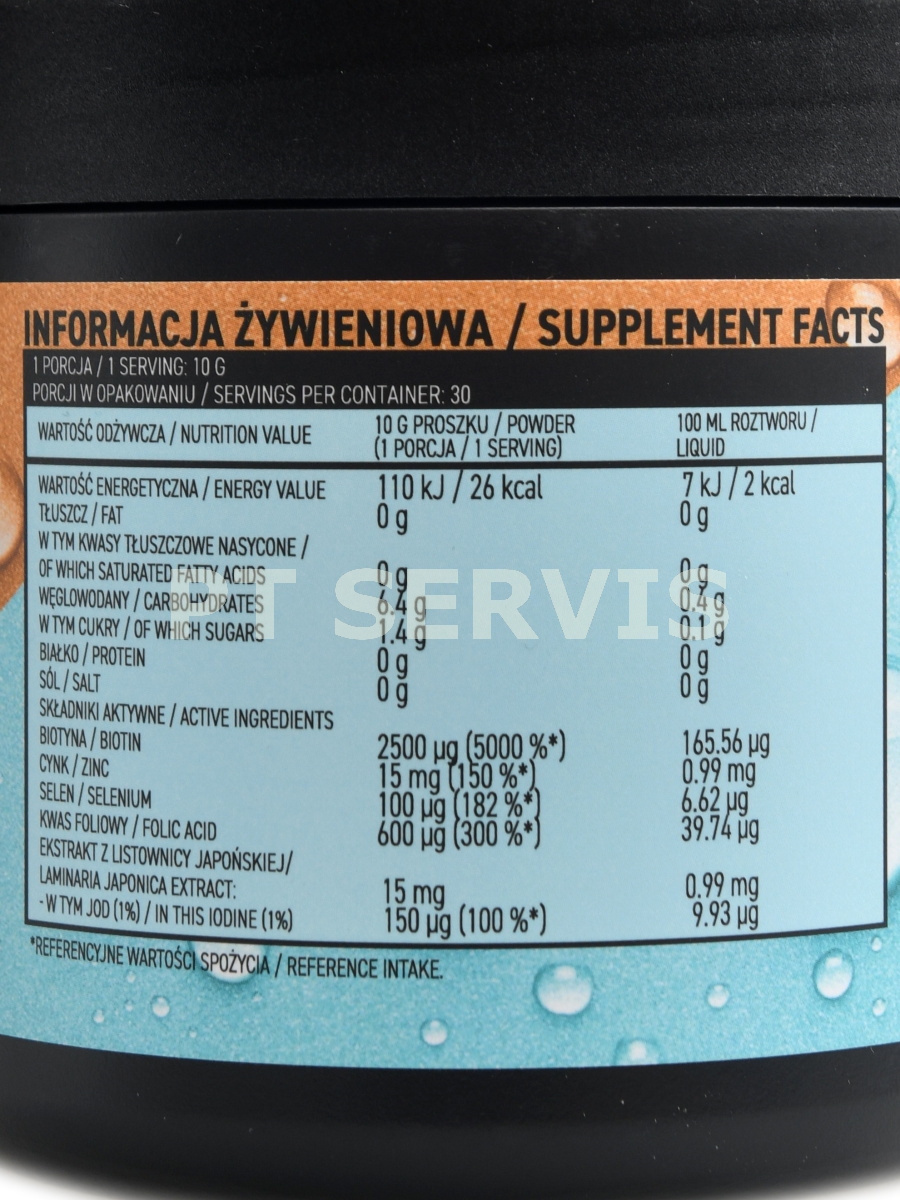 INFORMACJA ŻYWIENIOWA / SUPPLEMENT FACTS
1 PORCJA / 1 SERVING: 10 G
PORCJI W OPAKOWANIU / SERVINGS PER CONTAINER: 30
WARTOŚĆ ODŻYWCZA / NUTRITION VALUE 10 G PROSZKU / POWDER (1 PORCJA / 1 SERVING) 100 ML ROZTWORU / LIQUID
WARTOŚĆ ENERGETYCZNA / ENERGY VALUE 110 kJ / 26 kcal 7 kJ / 2 kcal
TŁUSZCZ / FAT 0 g 0 g
W TYM KWASY TŁUSZCZOWE NASYCONE /
OF WHICH SATURATED FATTY ACIDS 0 g 0 g
WĘGLOWODANY / CARBOHYDRATES 6.4 g 0.4 g
W TYM CUKRY / OF WHICH SUGARS 1.4 g 0.1 g
BIAŁKO / PROTEIN 0 g 0 g
SÓL / SALT 0 g 0 g
SKŁADNIKI AKTYWNE / ACTIVE INGREDIENTS
BIOTYNA / BIOTIN 2500 µg (5000 %*) 165.56 µg
CYNK / ZINC 15 mg (150 %*) 0.99 mg
SELEN / SELENIUM 100 µg (182 %*) 6.62 µg
KWAS FOLIOWY / FOLIC ACID 600 µg (300 %*) 39.74 µg
EKSTRAKT Z LISTOWNICY JAPOŃSKIEJ/
LAMINARIA JAPONICA EXTRACT: 15 mg 0.99 mg
- W TYM JOD (1%) / IN THIS IODINE (1%) 150 µg (100 %*) 9.93 µg
*REFERENCYJNE WARTOŚCI SPOŻYCIA / REFERENCE INTAKE.
PT SERVIS